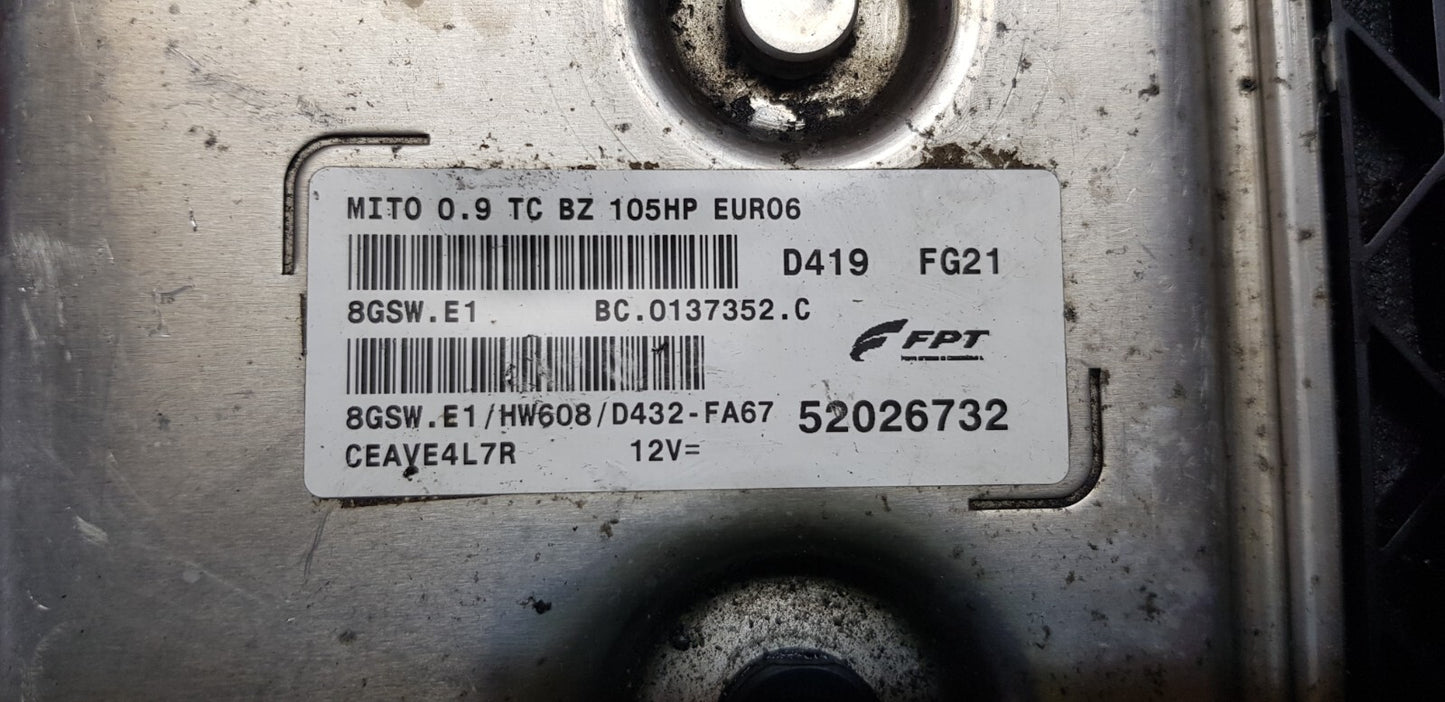 MITO 0.9 TC BZ 105HP EURO6
D419 FG21
8GSW.E1 BC.0137352.C
FPT
8GSW.E1/HW608/D432-FA67 52026732
CEAVE4L7R 12V=